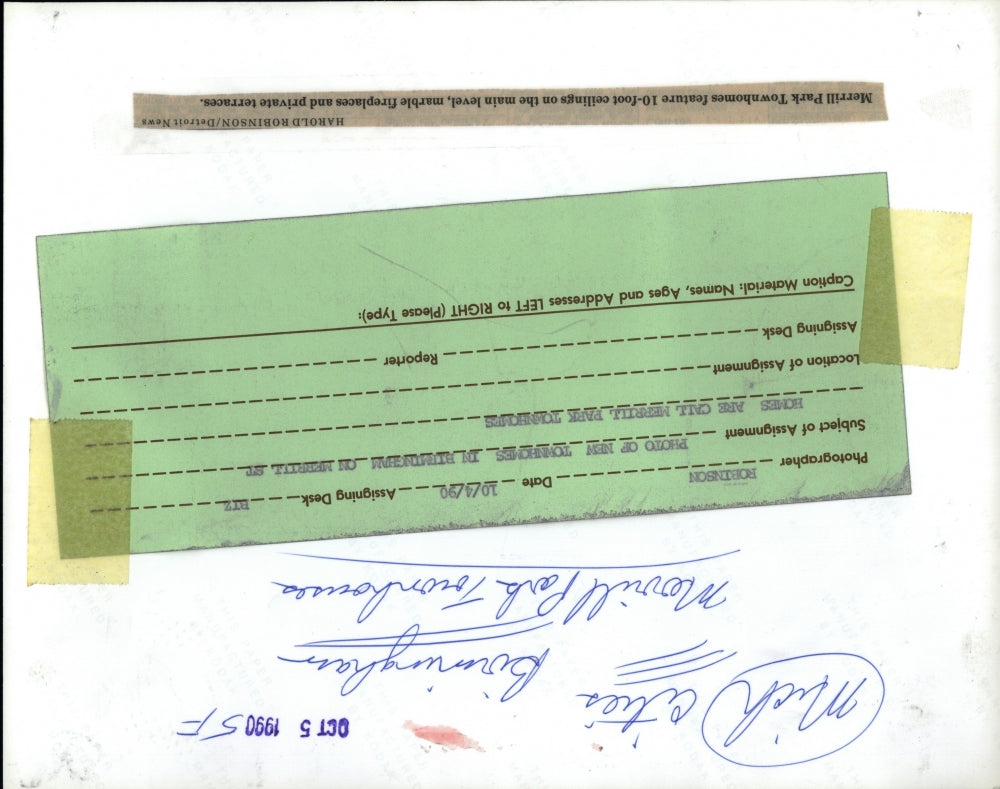 OCT 5 1990 SF
Mich cities
Birmingham
Merrill Park Townhouses
Photographer ROBINSON Date 10/4/90 Assigning Desk RTZ
Subject of Assignment PHOTO OF NEW TOWNHOMES IN BIRMINGHAM ON MERRILL ST
HOMES ARE CALL MERRILL PARK TOWNHOMES
Location of Assignment
Assigning Desk Reporter
Caption Material: Names, Ages and Addresses LEFT to RIGHT (Please Type):
HAROLD ROBINSON/Detroit News
Merrill Park Townhomes feature 10-foot ceilings on the main level, marble fireplaces and private terraces.